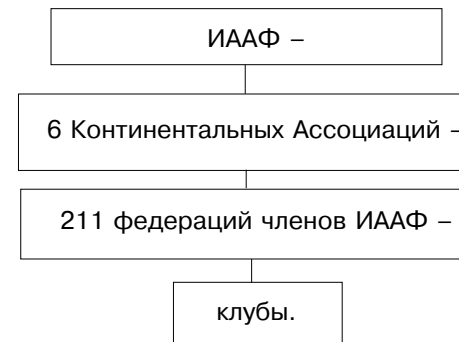 ИААФ –
6 Континентальных Ассоциаций –
211 федераций членов ИААФ –
клубы.